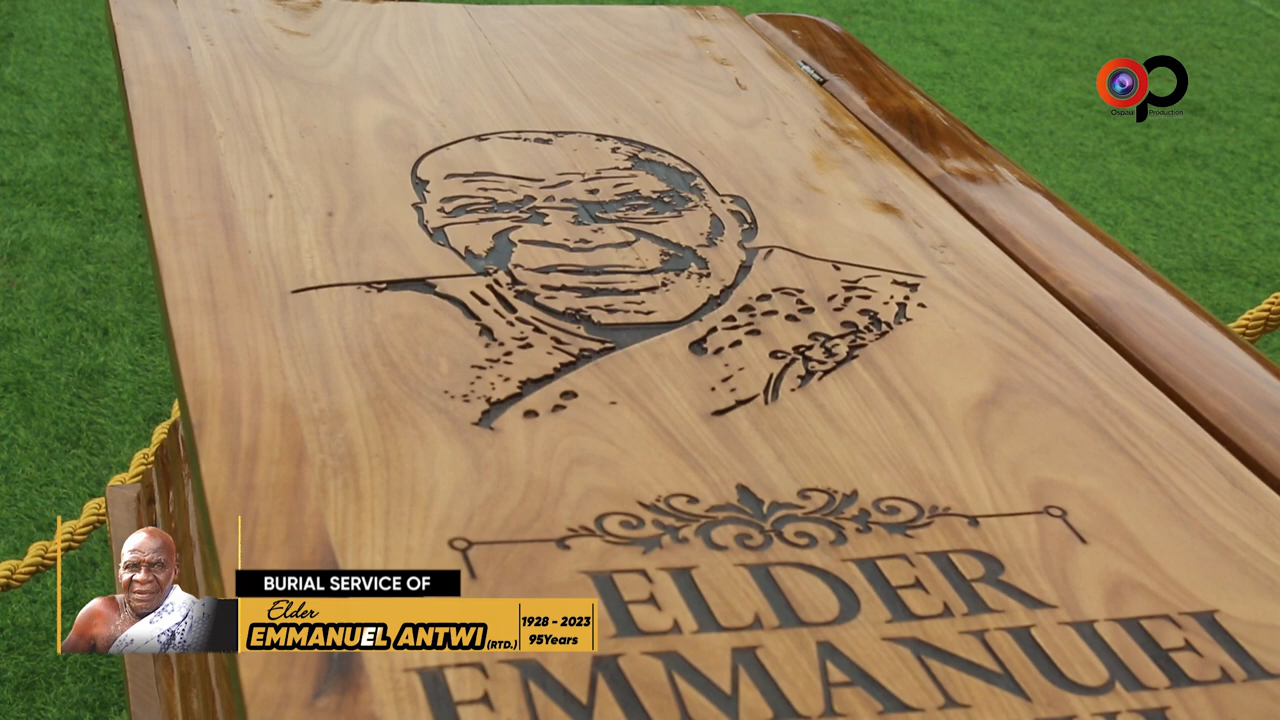 Ospaul Production
ELDER
EMMANUEL
BURIAL SERVICE OF
Elder
EMMANUEL ANTWI (RTD.)
1928 - 2023
95Years